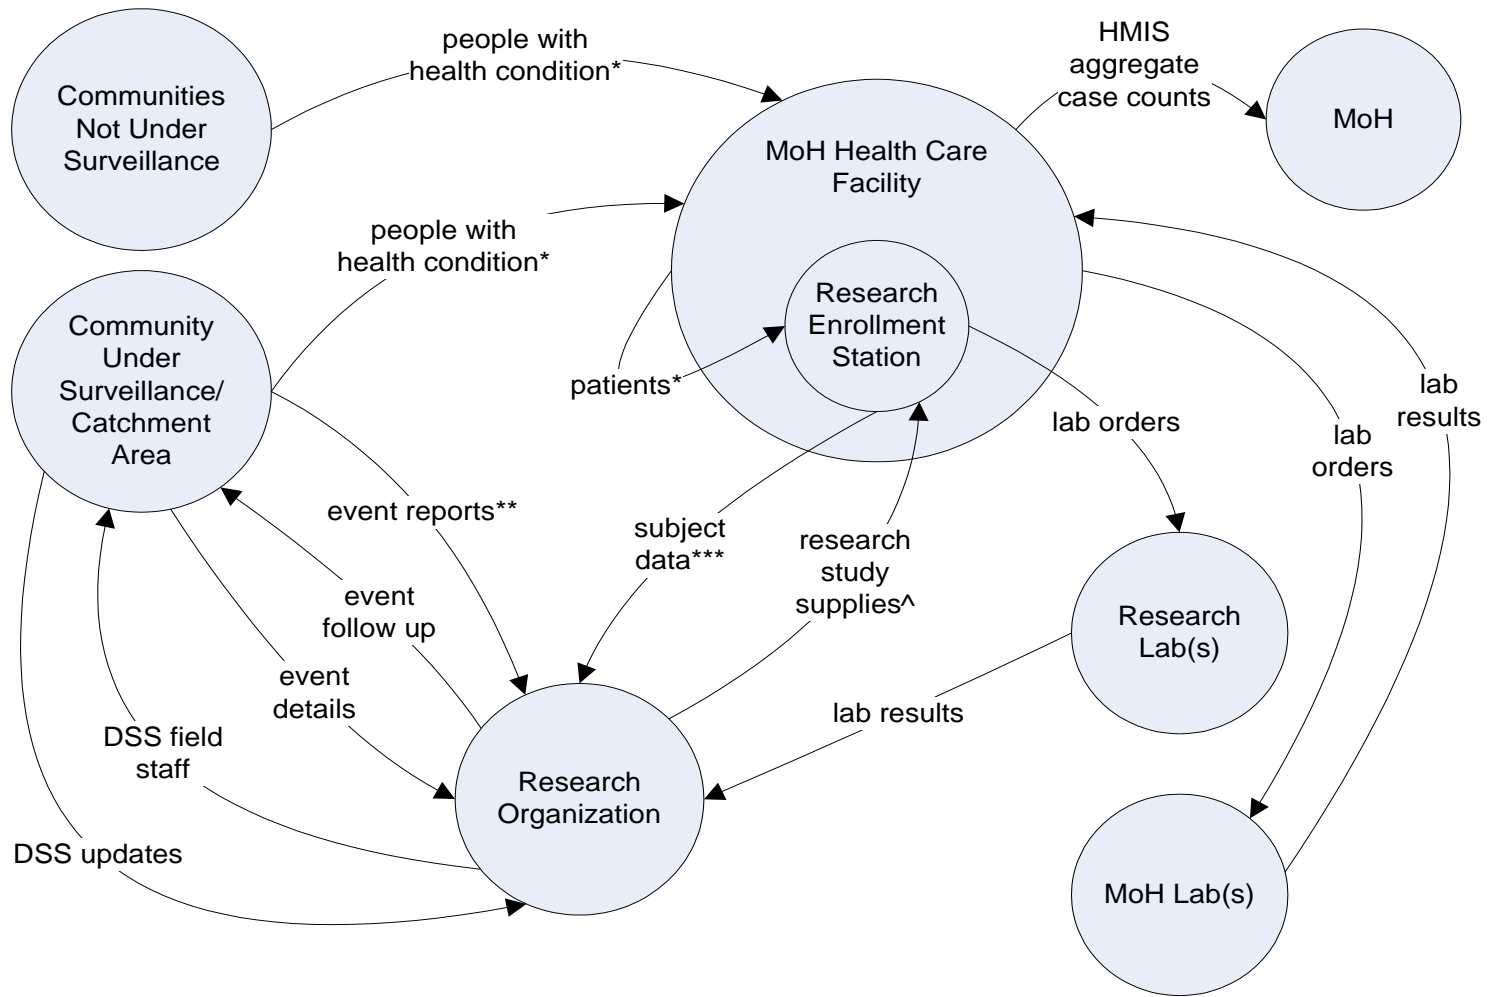 people with
health condition*
HMIS
aggregate
case counts
Communities
Not Under
Surveillance
MoH
MoH Health Care
Facility
people with
health condition*
Research
Enrollment
Station
Community
Under
Surveillance/
Catchment
Area
patients*
lab orders
lab
results
lab
orders
event reports**
subject
data***
research
study
supplies^
event
follow up
Research
Lab(s)
event
details
lab results
DSS field
staff
Research
Organization
DSS updates
MoH Lab(s)